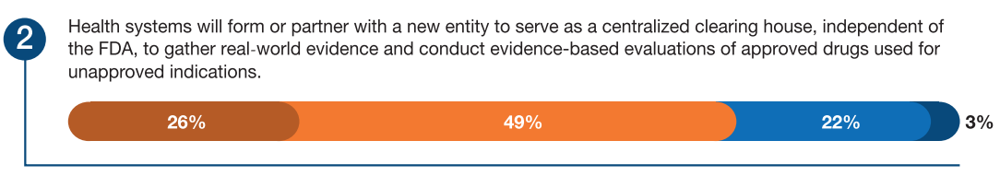 2
Health systems will form or partner with a new entity to serve as a centralized clearing house, independent of
the FDA, to gather real-world evidence and conduct evidence-based evaluations of approved drugs used for
unapproved indications.
26% 49% 22% 3%